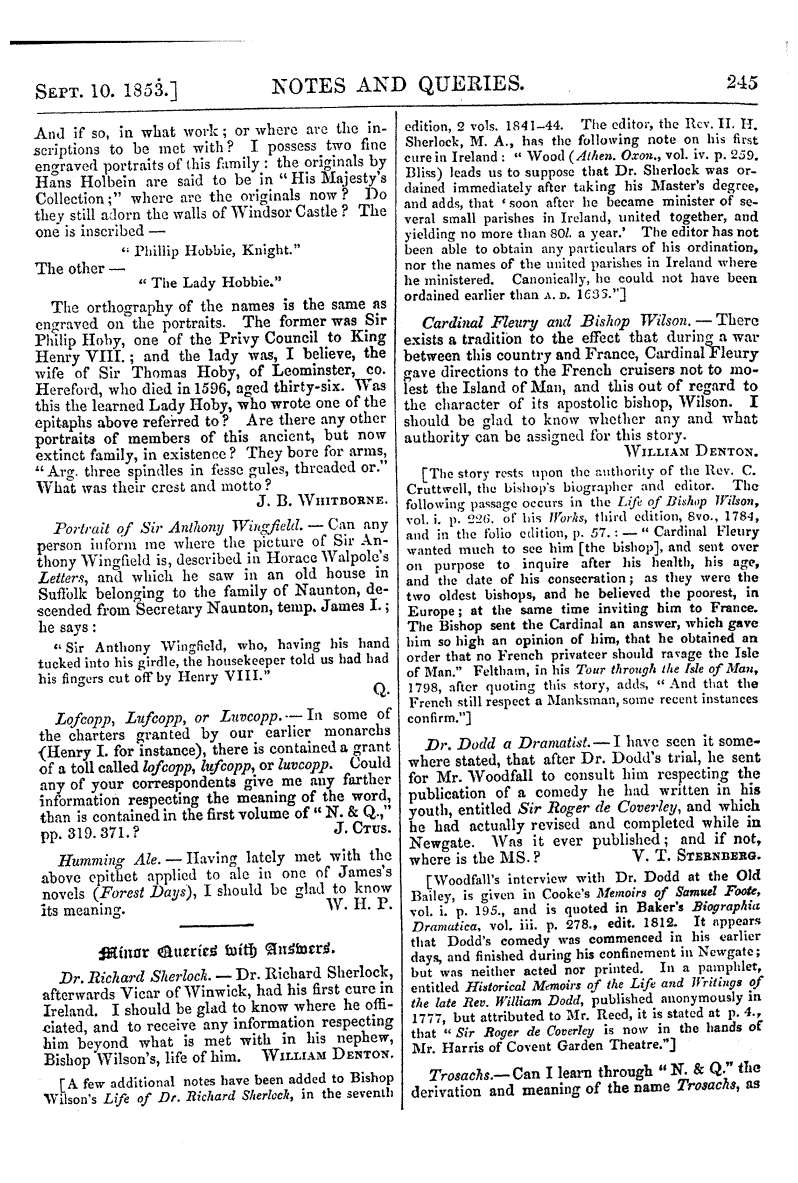 SEPT. 10. 1853.] NOTES AND QUERIES. 245
And if so, in what work; or where are the in-
scriptions to be met with? I possess two fine
engraved portraits of this family: the originals by
Hans Holbein are said to be in "His Majesty's
Collection;" where are the originals now? Do
they still adorn the walls of Windsor Castle? The
one is inscribed —
"Phillip Hobbie, Knight."
The other —
"The Lady Hobbie."
The orthography of the names is the same as
engraved on the portraits. The former was Sir
Philip Hoby, one of the Privy Council to King
Henry VIII.; and the lady was, I believe, the
wife of Sir Thomas Hoby, of Leominster, co.
Hereford, who died in 1596, aged thirty-six. Was
this the learned Lady Hoby, who wrote one of the
epitaphs above referred to? Are there any other
portraits of members of this ancient, but now
extinct family, in existence? They bore for arms,
"Arg. three spindles in fesse gules, threaded or."
What was their crest and motto?
J. B. WHITBORNE.
Portrait of Sir Anthony Wingfield. — Can any
person inform me where the picture of Sir An-
thony Wingfield is, described in Horace Walpole's
Letters, and which he saw in an old house in
Suffolk belonging to the family of Naunton, de-
scended from Secretary Naunton, temp. James I.;
he says:
"Sir Anthony Wingfield, who, having his hand
tucked into his girdle, the housekeeper told us had had
his fingers cut off by Henry VIII."
Q.
Lofcopp, Lufcopp, or Luvcopp. — In some of
the charters granted by our earlier monarchs
(Henry I. for instance), there is contained a grant
of a toll called lofcopp, lufcopp, or luvcopp. Could
any of your correspondents give me any farther
information respecting the meaning of the word,
than is contained in the first volume of "N. & Q.,"
pp. 319. 371.? J. CTUS.
Humming Ale. — Having lately met with the
above epithet applied to ale in one of James's
novels (Forest Days), I should be glad to know
its meaning. W. H. P.
Minor Queries with Answers.
Dr. Richard Sherlock. — Dr. Richard Sherlock,
afterwards Vicar of Winwick, had his first cure in
Ireland. I should be glad to know where he offi-
ciated, and to receive any information respecting
him beyond what is met with in his nephew,
Bishop Wilson's, life of him. WILLIAM DENTON.
[A few additional notes have been added to Bishop
Wilson's Life of Dr. Richard Sherlock, in the seventh
edition, 2 vols. 1841–44. The editor, the Rev. H. H.
Sherlock, M. A., has the following note on his first
cure in Ireland: "Wood (Athen. Oxon., vol. iv. p. 259.
Bliss) leads us to suppose that Dr. Sherlock was or-
dained immediately after taking his Master's degree,
and adds, that 'soon after he became minister of se-
veral small parishes in Ireland, united together, and
yielding no more than 80l. a year.' The editor has not
been able to obtain any particulars of his ordination,
nor the names of the united parishes in Ireland where
he ministered. Canonically, he could not have been
ordained earlier than A. D. 1635."]
Cardinal Fleury and Bishop Wilson. — There
exists a tradition to the effect that during a war
between this country and France, Cardinal Fleury
gave directions to the French cruisers not to mo-
lest the Island of Man, and this out of regard to
the character of its apostolic bishop, Wilson. I
should be glad to know whether any and what
authority can be assigned for this story.
WILLIAM DENTON.
[The story rests upon the authority of the Rev. C.
Cruttwell, the bishop's biographer and editor. The
following passage occurs in the Life of Bishop Wilson,
vol. i. p. 226. of his Works, third edition, 8vo., 1784,
and in the folio edition, p. 57.: — "Cardinal Fleury
wanted much to see him [the bishop], and sent over
on purpose to inquire after his health, his age,
and the date of his consecration; as they were the
two oldest bishops, and he believed the poorest, in
Europe; at the same time inviting him to France.
The Bishop sent the Cardinal an answer, which gave
him so high an opinion of him, that he obtained an
order that no French privateer should ravage the Isle
of Man." Feltham, in his Tour through the Isle of Man,
1798, after quoting this story, adds, "And that the
French still respect a Manksman, some recent instances
confirm."]
Dr. Dodd a Dramatist. — I have seen it some-
where stated, that after Dr. Dodd's trial, he sent
for Mr. Woodfall to consult him respecting the
publication of a comedy he had written in his
youth, entitled Sir Roger de Coverley, and which
he had actually revised and completed while in
Newgate. Was it ever published; and if not,
where is the MS.? V. T. STERNBERG.
[Woodfall's interview with Dr. Dodd at the Old
Bailey, is given in Cooke's Memoirs of Samuel Foote,
vol. i. p. 195., and is quoted in Baker's Biographia
Dramatica, vol. iii. p. 278., edit. 1812. It appears
that Dodd's comedy was commenced in his earlier
days, and finished during his confinement in Newgate;
but was neither acted nor printed. In a pamphlet,
entitled Historical Memoirs of the Life and Writings of
the late Rev. William Dodd, published anonymously in
1777, but attributed to Mr. Reed, it is stated at p. 4.,
that "Sir Roger de Coverley is now in the hands of
Mr. Harris of Covent Garden Theatre."]
Trosachs. — Can I learn through "N. & Q." the
derivation and meaning of the name Trosachs, as